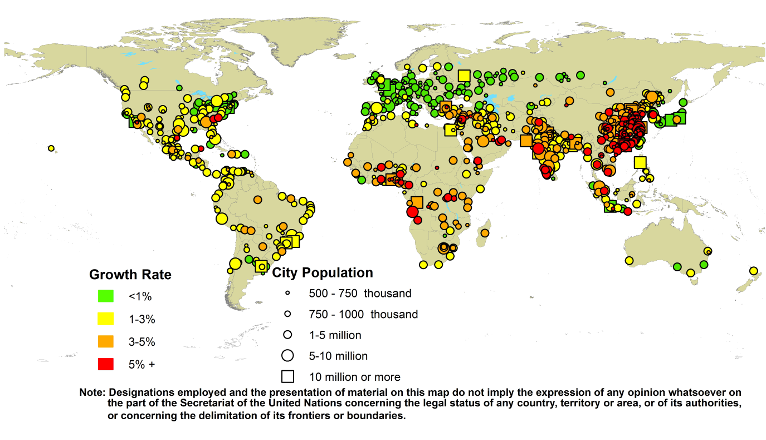 Growth Rate
<1%
1-3%
3-5%
5% +
City Population
500 - 750 thousand
750 - 1000 thousand
1-5 million
5-10 million
10 million or more
Note: Designations employed and the presentation of material on this map do not imply the expression of any opinion whatsoever on
the part of the Secretariat of the United Nations concerning the legal status of any country, territory or area, or of its authorities,
or concerning the delimitation of its frontiers or boundaries.